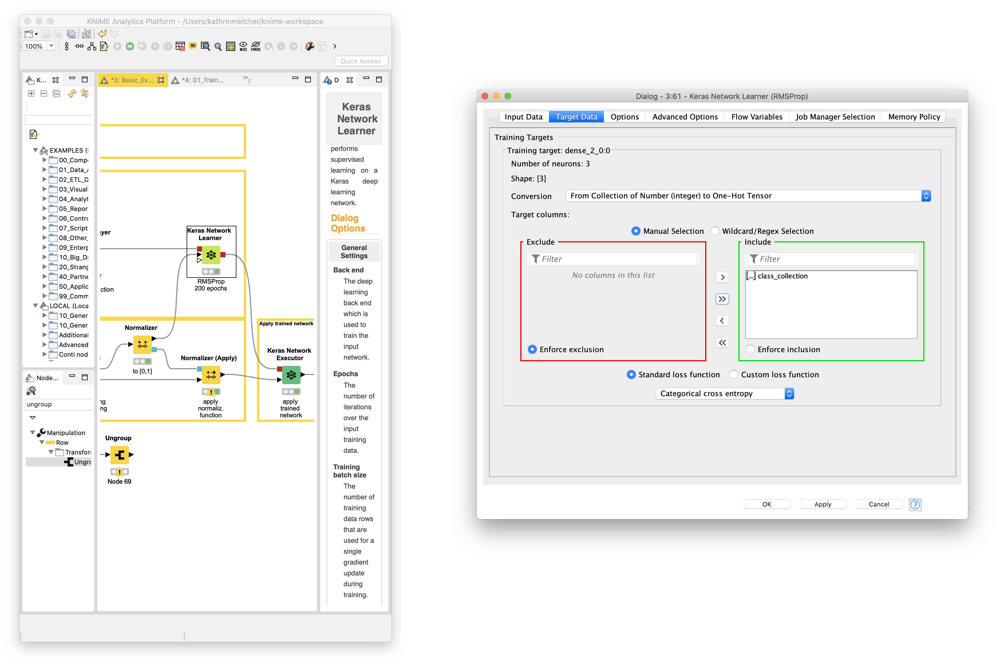 KNIME Analytics Platform - /Users/kathrinmelcher/knime-workspace
100%
#ID
NAME
Quick Access
K...
*3: Basic_Ex...
*4: 01_Train...
»7
D
EXAMPLES (
00_Comp
01_Data_
02_ETL_D
03_Visuali
04_Analyt
05_Repor
06_Contro
07_Script
08_Other_
09_Enterp
10_Big_Da
20_Strang
40_Partne
50_Applic
99_Comm
LOCAL (Loca
10_Gener
10_Gener
Additional
Advanced
Conti nod
Node...
ungroup
Manipulation
Row
Transfor
Ungro
yer
r
ction
Keras Network
Learner
RMSProp
200 epochs
Normalizer
to [0,1]
Normalizer (Apply)
apply
normaliz.
function
ng
ng
Apply trained network
Keras Network
Executor
apply
trained
network
Ungroup
Node 69
Keras
Network
Learner
performs
supervised
learning on a
Keras deep
learning
network.
Dialog
Options
General
Settings
Back end
The deep
learning
back end
which is
used to
train the
input
network.
Epochs
The
number of
iterations
over the
input
training
data.
Training
batch size
The
number of
training
data rows
that are
used for a
single
gradient
update
during
training.
Dialog - 3:61 - Keras Network Learner (RMSProp)
Input Data Target Data Options Advanced Options Flow Variables Job Manager Selection Memory Policy
Training Targets
Training target: dense_2_0:0
Number of neurons: 3
Shape: [3]
Conversion From Collection of Number (integer) to One-Hot Tensor
Target columns:
Manual Selection Wildcard/Regex Selection
Exclude
Filter
No columns in this list
Enforce exclusion
Include
Filter
[...] class_collection
Enforce inclusion
Standard loss function Custom loss function
Categorical cross entropy
OK Apply Cancel ?